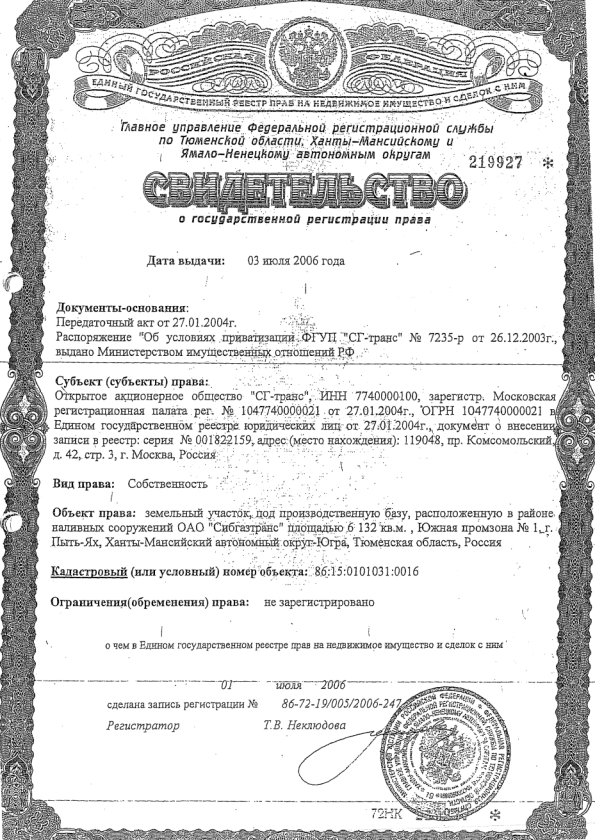 РОССИЙСКАЯ ФЕДЕРАЦИЯ
ЕДИНЫЙ ГОСУДАРСТВЕННЫЙ РЕЕСТР ПРАВ НА НЕДВИЖИМОЕ ИМУЩЕСТВО И СДЕЛОК С НИМ
Главное управление Федеральной регистрационной службы
по Тюменской области, Ханты-Мансийскому и
Ямало-Ненецкому автономным округам
219927 *
СВИДЕТЕЛЬСТВО
о государственной регистрации права
Дата выдачи: 03 июля 2006 года
Документы-основания:
Передаточный акт от 27.01.2004г.
Распоряжение "Об условиях приватизации ФГУП "СГ-транс" № 7235-р от 26.12.2003г.,
выдано Министерством имущественных отношений РФ
Субъект (субъекты) права:
Открытое акционерное общество "СГ-транс", ИНН 7740000100, зарегистр. Московская
регистрационная палата рег. № 1047740000021 от 27.01.2004г., ОГРН 1047740000021 в
Едином государственном реестре юридических лиц от 27.01.2004г., документ о внесении
записи в реестр: серия № 001822159, адрес (место нахождения): 119048, пр. Комсомольский,
д. 42, стр. 3, г. Москва, Россия
Вид права: Собственность
Объект права: земельный участок, под производственную базу, расположенную в районе
наливных сооружений ОАО "Сибгазтранс" площадью 6 132 кв.м. , Южная промзона № 1, г.
Пыть-Ях, Ханты-Мансийский автономный округ-Югра, Тюменская область, Россия
Кадастровый (или условный) номер объекта: 86:15:0101031:0016
Ограничения(обременения) права: не зарегистрировано
о чем в Едином государственном реестре прав на недвижимое имущество и сделок с ним
01 июля 2006
сделана запись регистрации № 86-72-19/005/2006-247
Регистратор Т.В. Неклюдова
72НК *